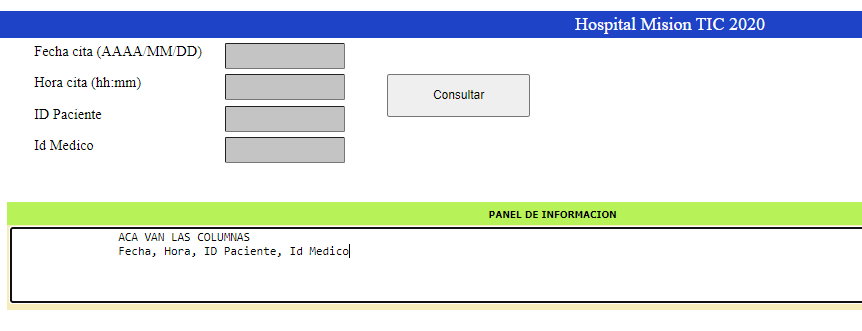 Hospital Mision TIC 2020
Fecha cita (AAAA/MM/DD)
Hora cita (hh:mm)
Consultar
ID Paciente
Id Medico
PANEL DE INFORMACION
ACA VAN LAS COLUMNAS
Fecha, Hora, ID Paciente, Id Medico